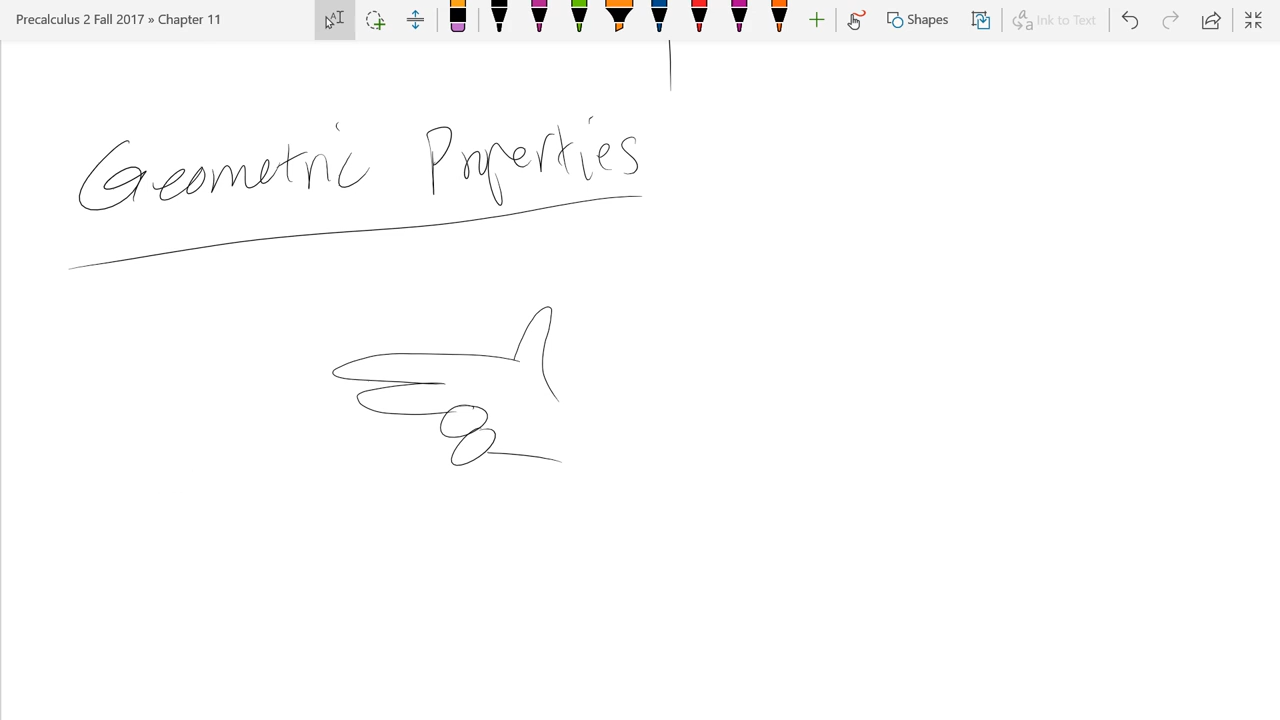 Precalculus 2 Fall 2017 » Chapter 11
Shapes
Ink to Text
Geometric Properties